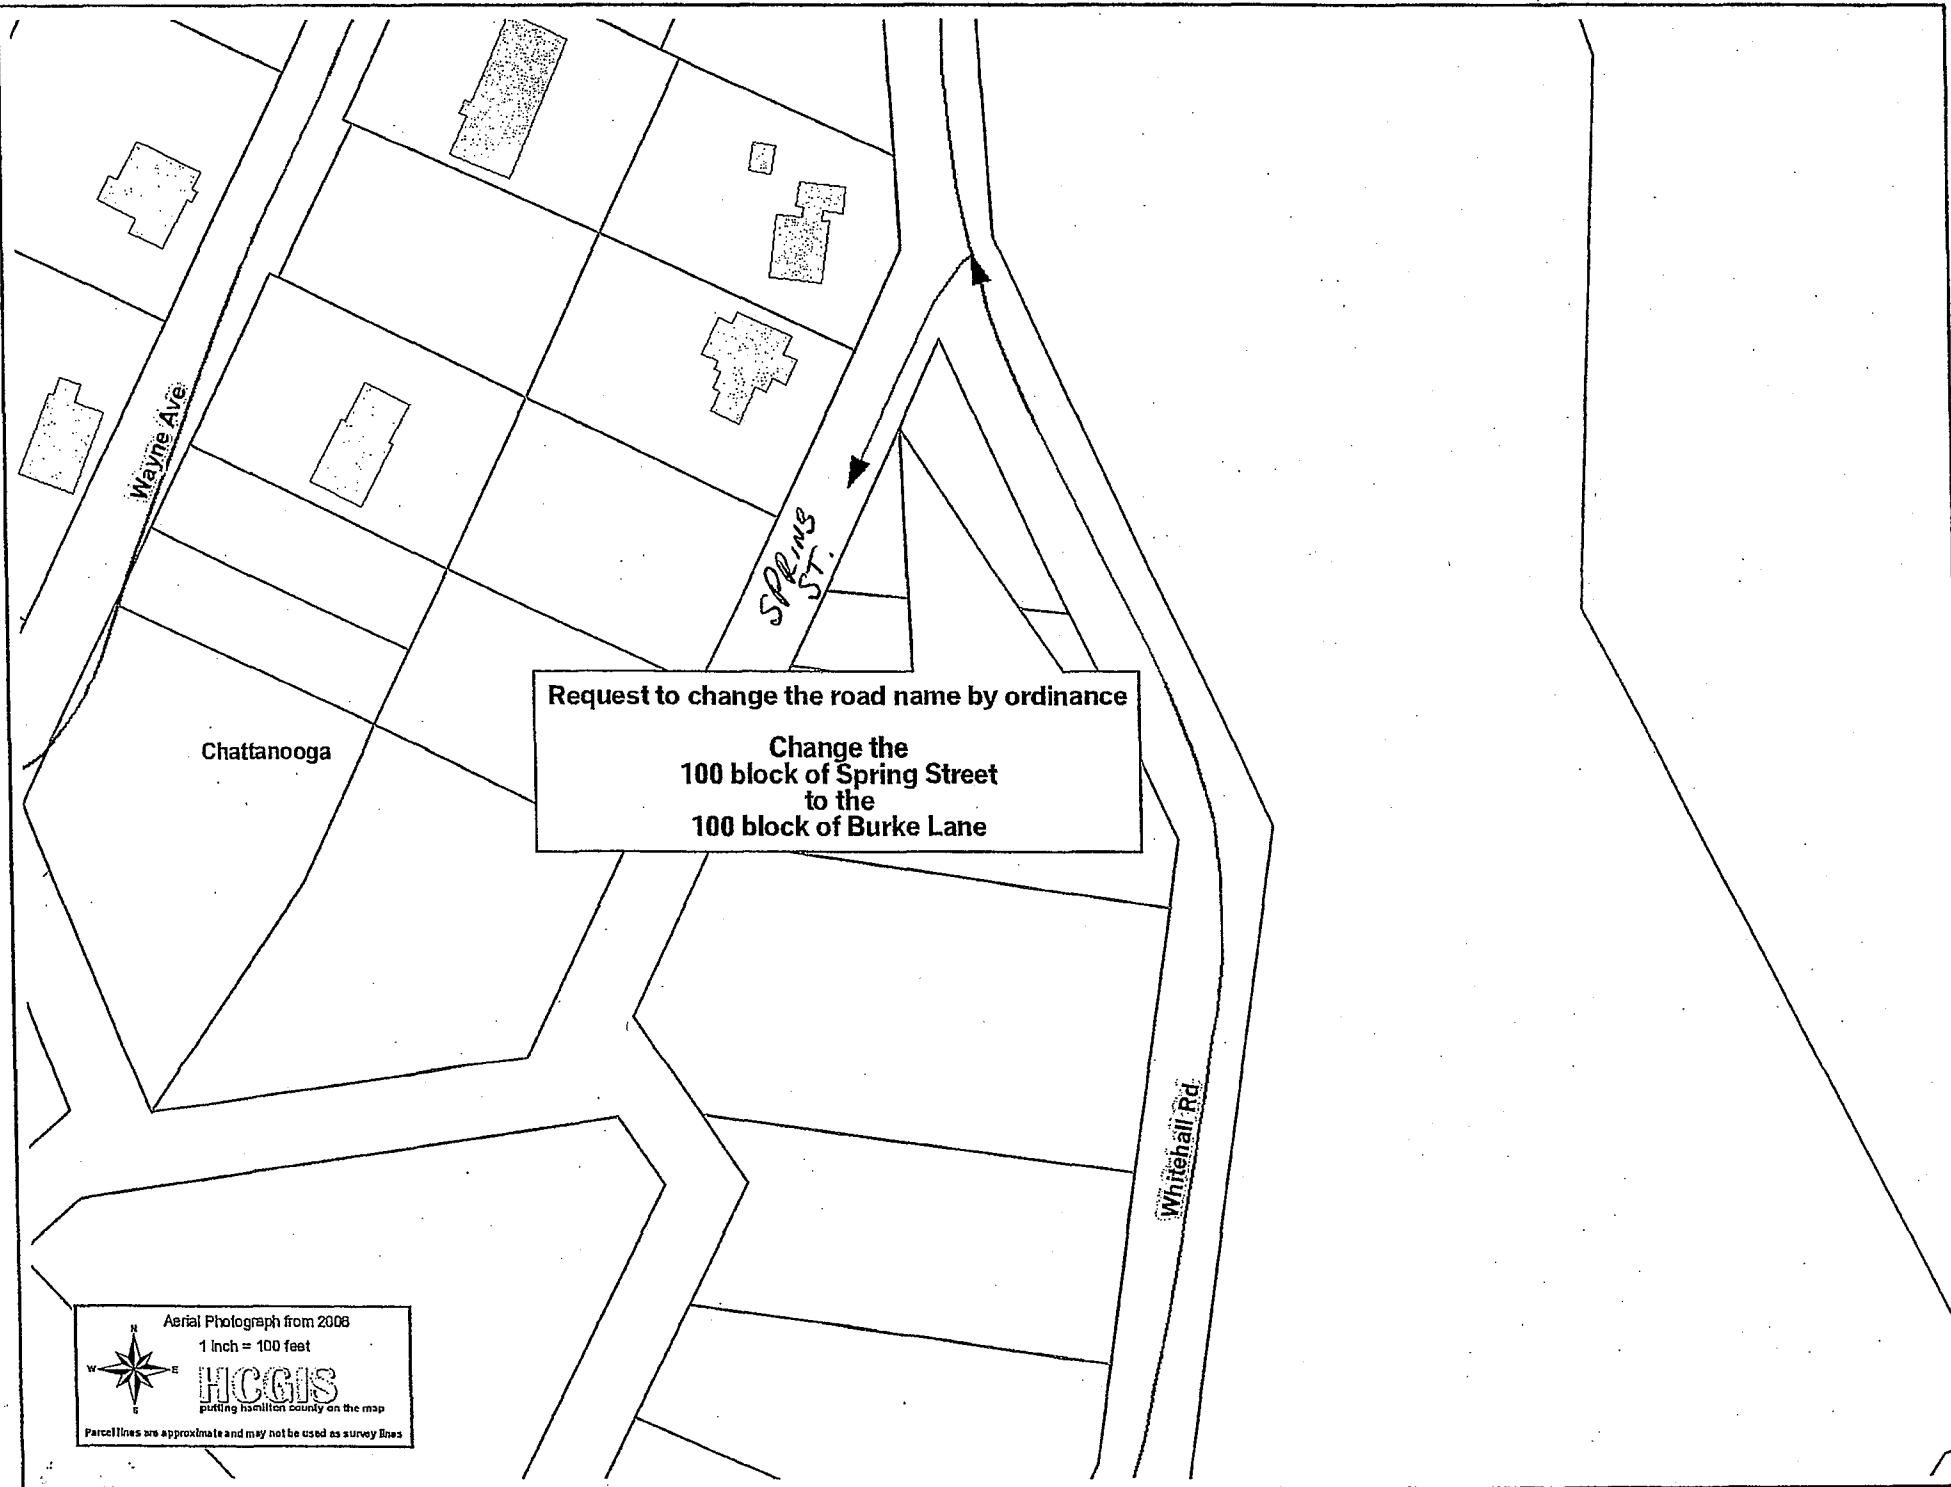 Wayne Ave
SPRING
ST.
Request to change the road name by ordinance
Change the
100 block of Spring Street
to the
100 block of Burke Lane
Chattanooga
Whitehall Rd
Aerial Photograph from 2006
1 inch = 100 feet
N
W
E
S
HCGIS
putting hamilton county on the map
Parcel lines are approximate and may not be used as survey lines